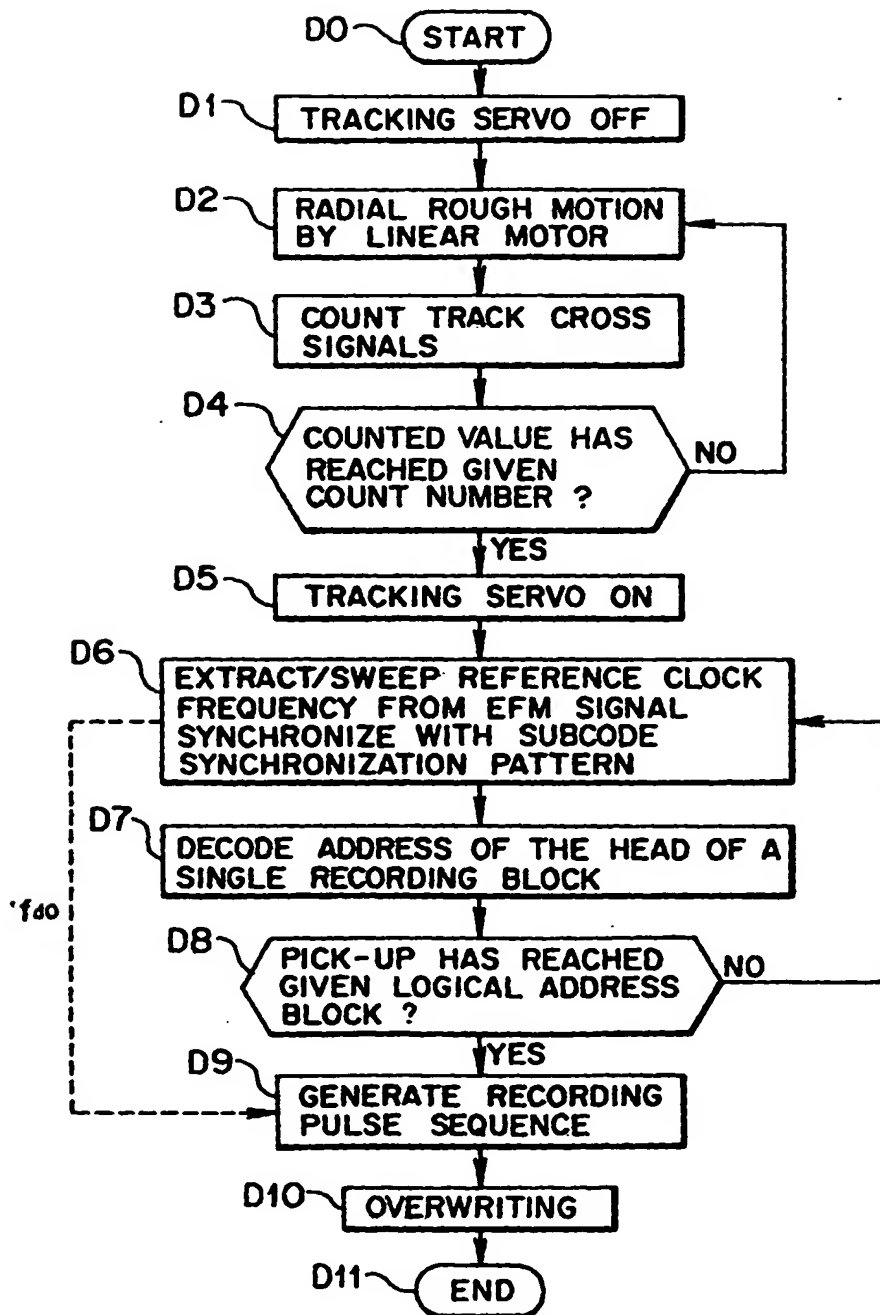 D0 START
D1 TRACKING SERVO OFF
D2 RADIAL ROUGH MOTION
BY LINEAR MOTOR
D3 COUNT TRACK CROSS
SIGNALS
D4 COUNTED VALUE HAS
REACHED GIVEN
COUNT NUMBER ?
NO
YES
D5 TRACKING SERVO ON
D6 EXTRACT/SWEEP REFERENCE CLOCK
FREQUENCY FROM EFM SIGNAL
SYNCHRONIZE WITH SUBCODE
SYNCHRONIZATION PATTERN
D7 DECODE ADDRESS OF THE HEAD OF A
SINGLE RECORDING BLOCK
fdo
D8 PICK-UP HAS REACHED
GIVEN LOGICAL ADDRESS
BLOCK ?
NO
YES
D9 GENERATE RECORDING
PULSE SEQUENCE
D10 OVERWRITING
D11 END